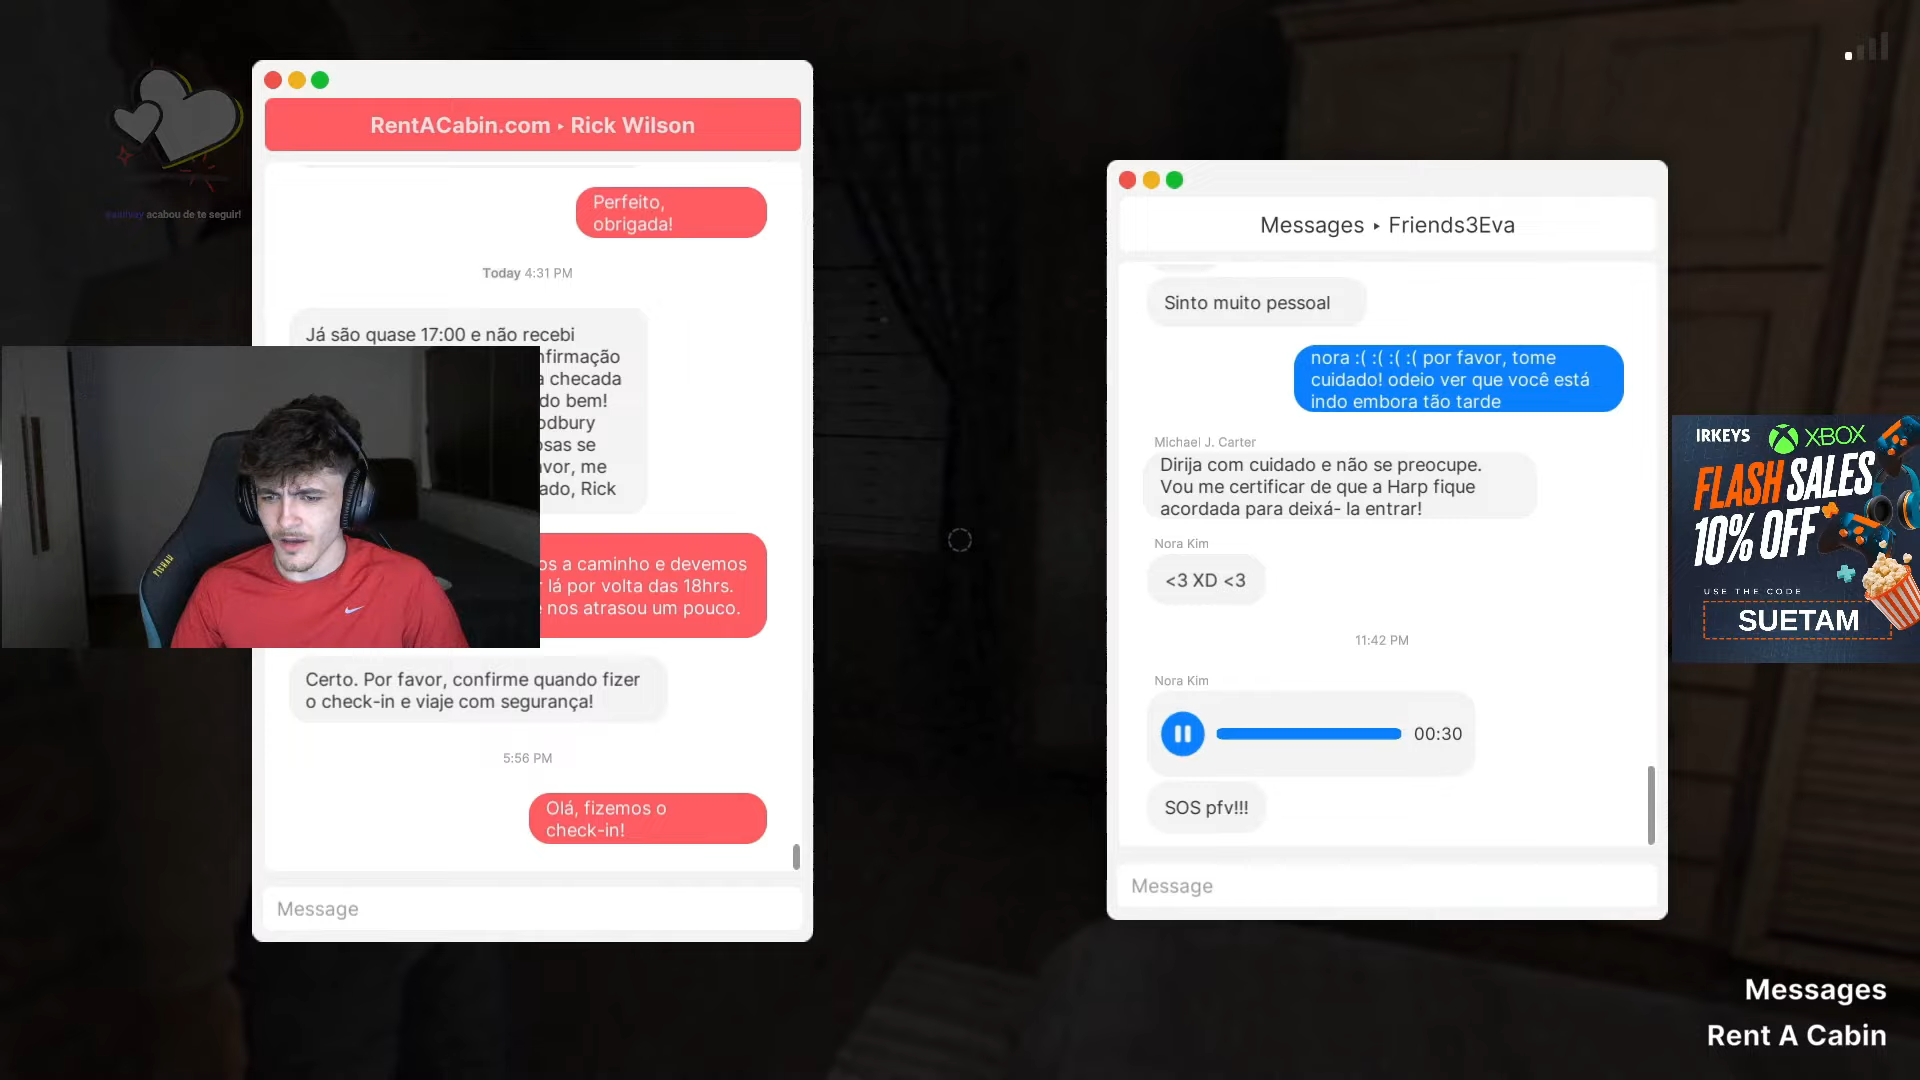 acabou de te seguir!
RentACabin.com ▸ Rick Wilson
Perfeito,
obrigada!
Today 4:31 PM
Já são quase 17:00 e não recebi
nfirmação
a checada
do bem!
odbury
osas se
avor, me
ado, Rick
os a caminho e devemos
lá por volta das 18hrs.
nos atrasou um pouco.
Certo. Por favor, confirme quando fizer
o check-in e viaje com segurança!
5:56 PM
Olá, fizemos o
check-in!
Message
PICHAU
Messages ▸ Friends3Eva
Sinto muito pessoal
nora :( :( :( :( por favor, tome
cuidado! odeio ver que você está
indo embora tão tarde
Michael J. Carter
Dirija com cuidado e não se preocupe.
Vou me certificar de que a Harp fique
acordada para deixá- la entrar!
Nora Kim
<3 XD <3
11:42 PM
Nora Kim
00:30
SOS pfv!!!
Message
IRKEYS XBOX
FLASH SALES
10% OFF
USE THE CODE
SUETAM
Messages
Rent A Cabin